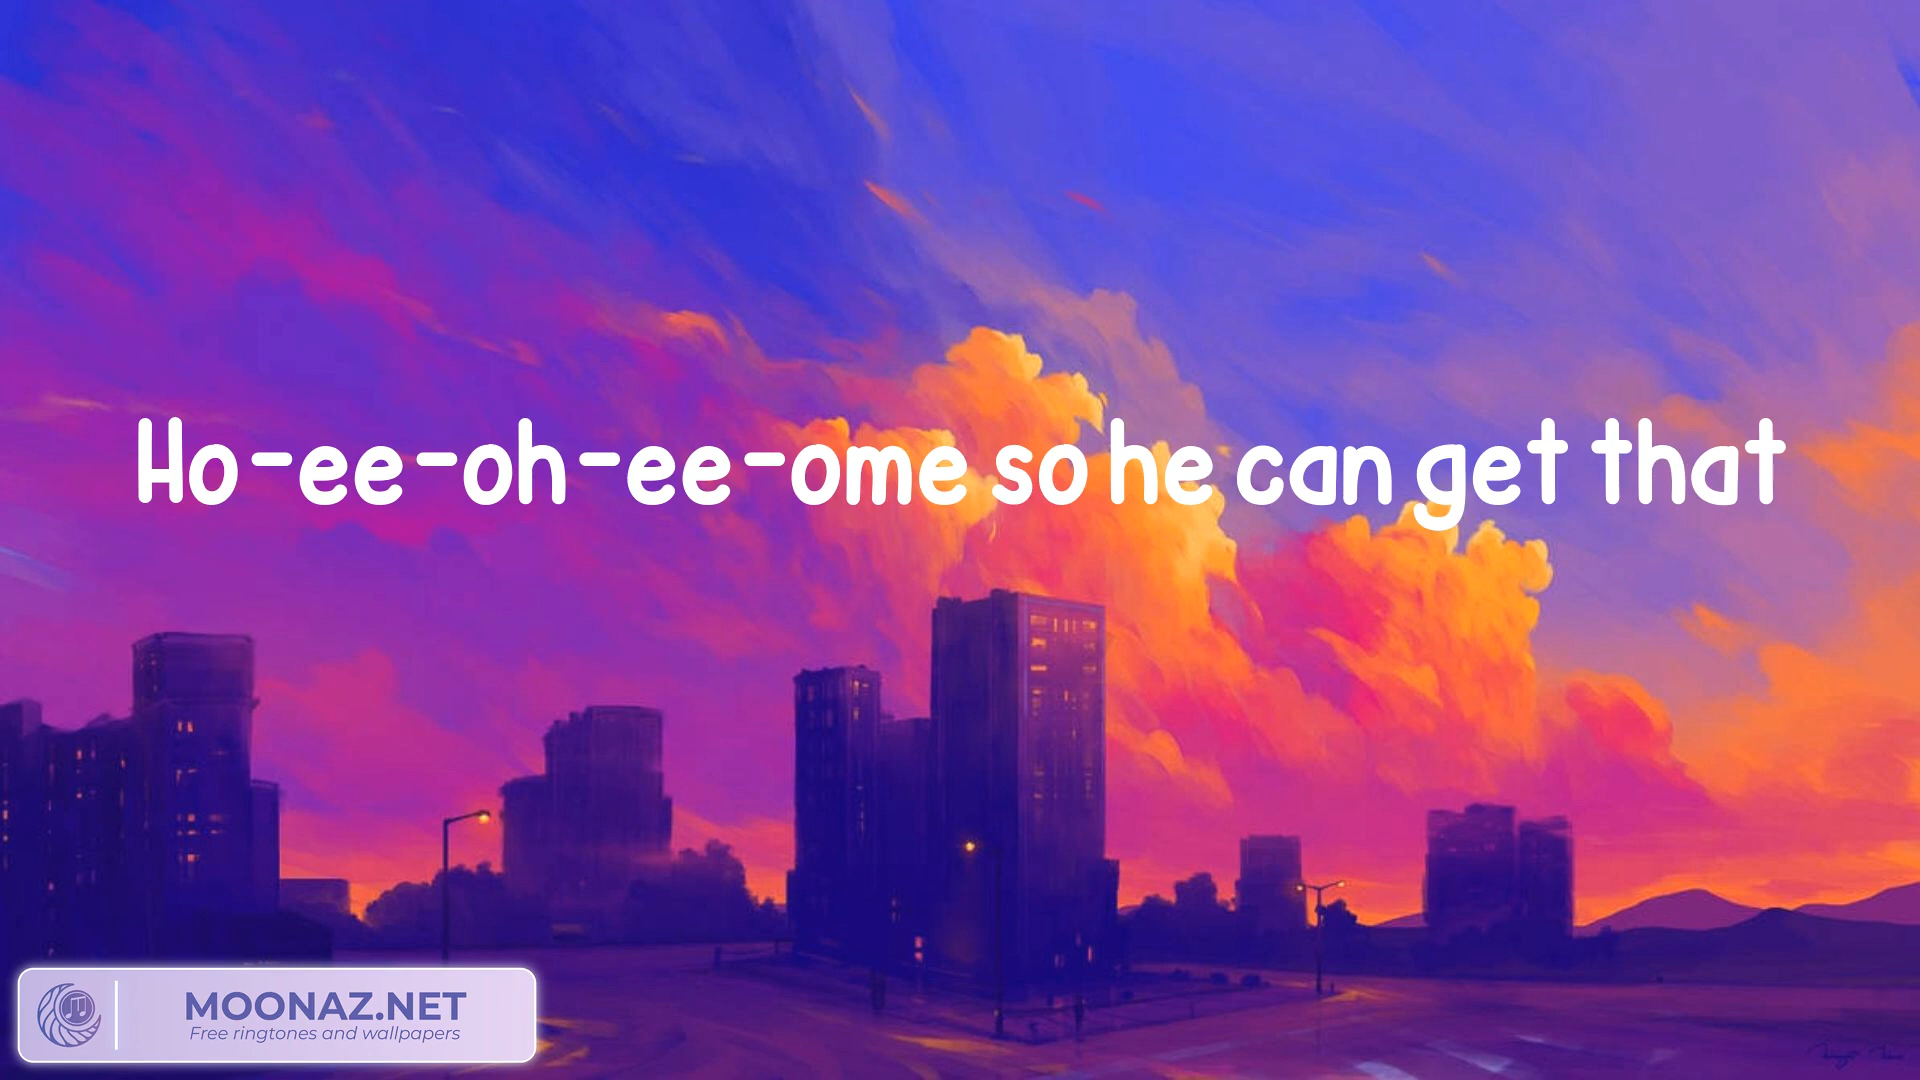 Ho-ee-oh-ee-ome so he can get that
MOONAZ.NET
Free ringtones and wallpapers